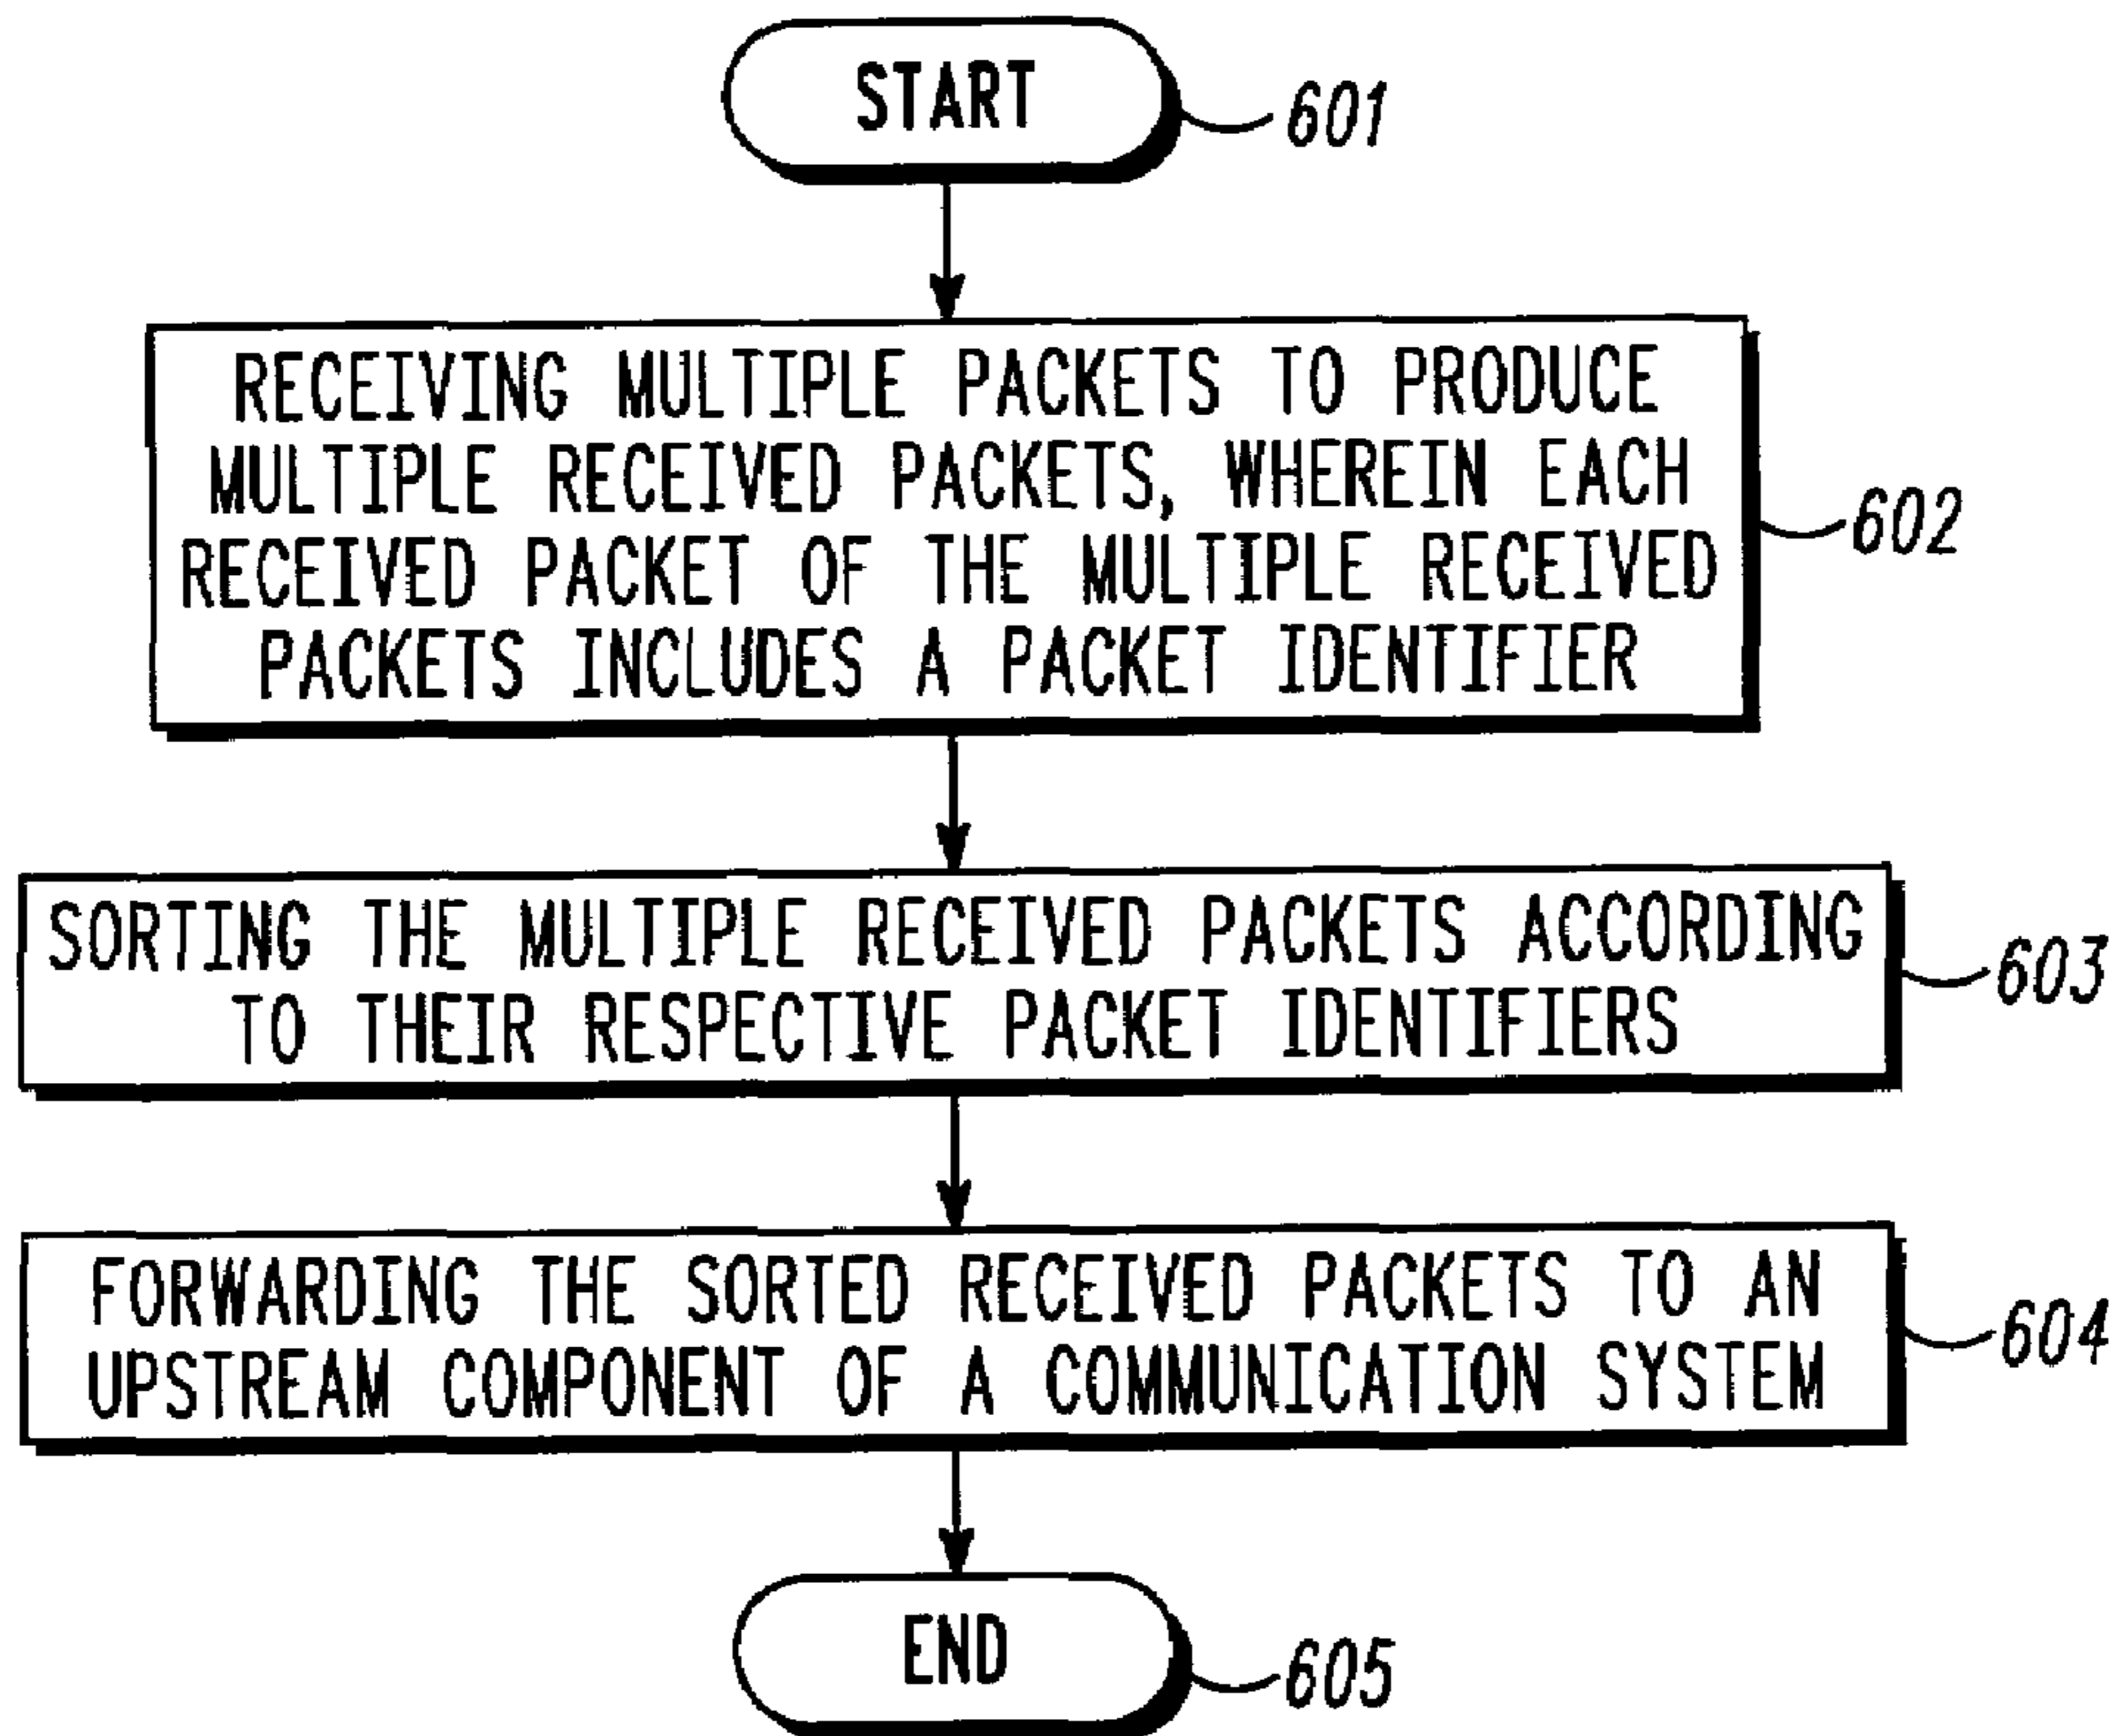 START
601
RECEIVING MULTIPLE PACKETS TO PRODUCE
MULTIPLE RECEIVED PACKETS, WHEREIN EACH
RECEIVED PACKET OF THE MULTIPLE RECEIVED
PACKETS INCLUDES A PACKET IDENTIFIER
602
SORTING THE MULTIPLE RECEIVED PACKETS ACCORDING
TO THEIR RESPECTIVE PACKET IDENTIFIERS
603
FORWARDING THE SORTED RECEIVED PACKETS TO AN
UPSTREAM COMPONENT OF A COMMUNICATION SYSTEM
604
END
605